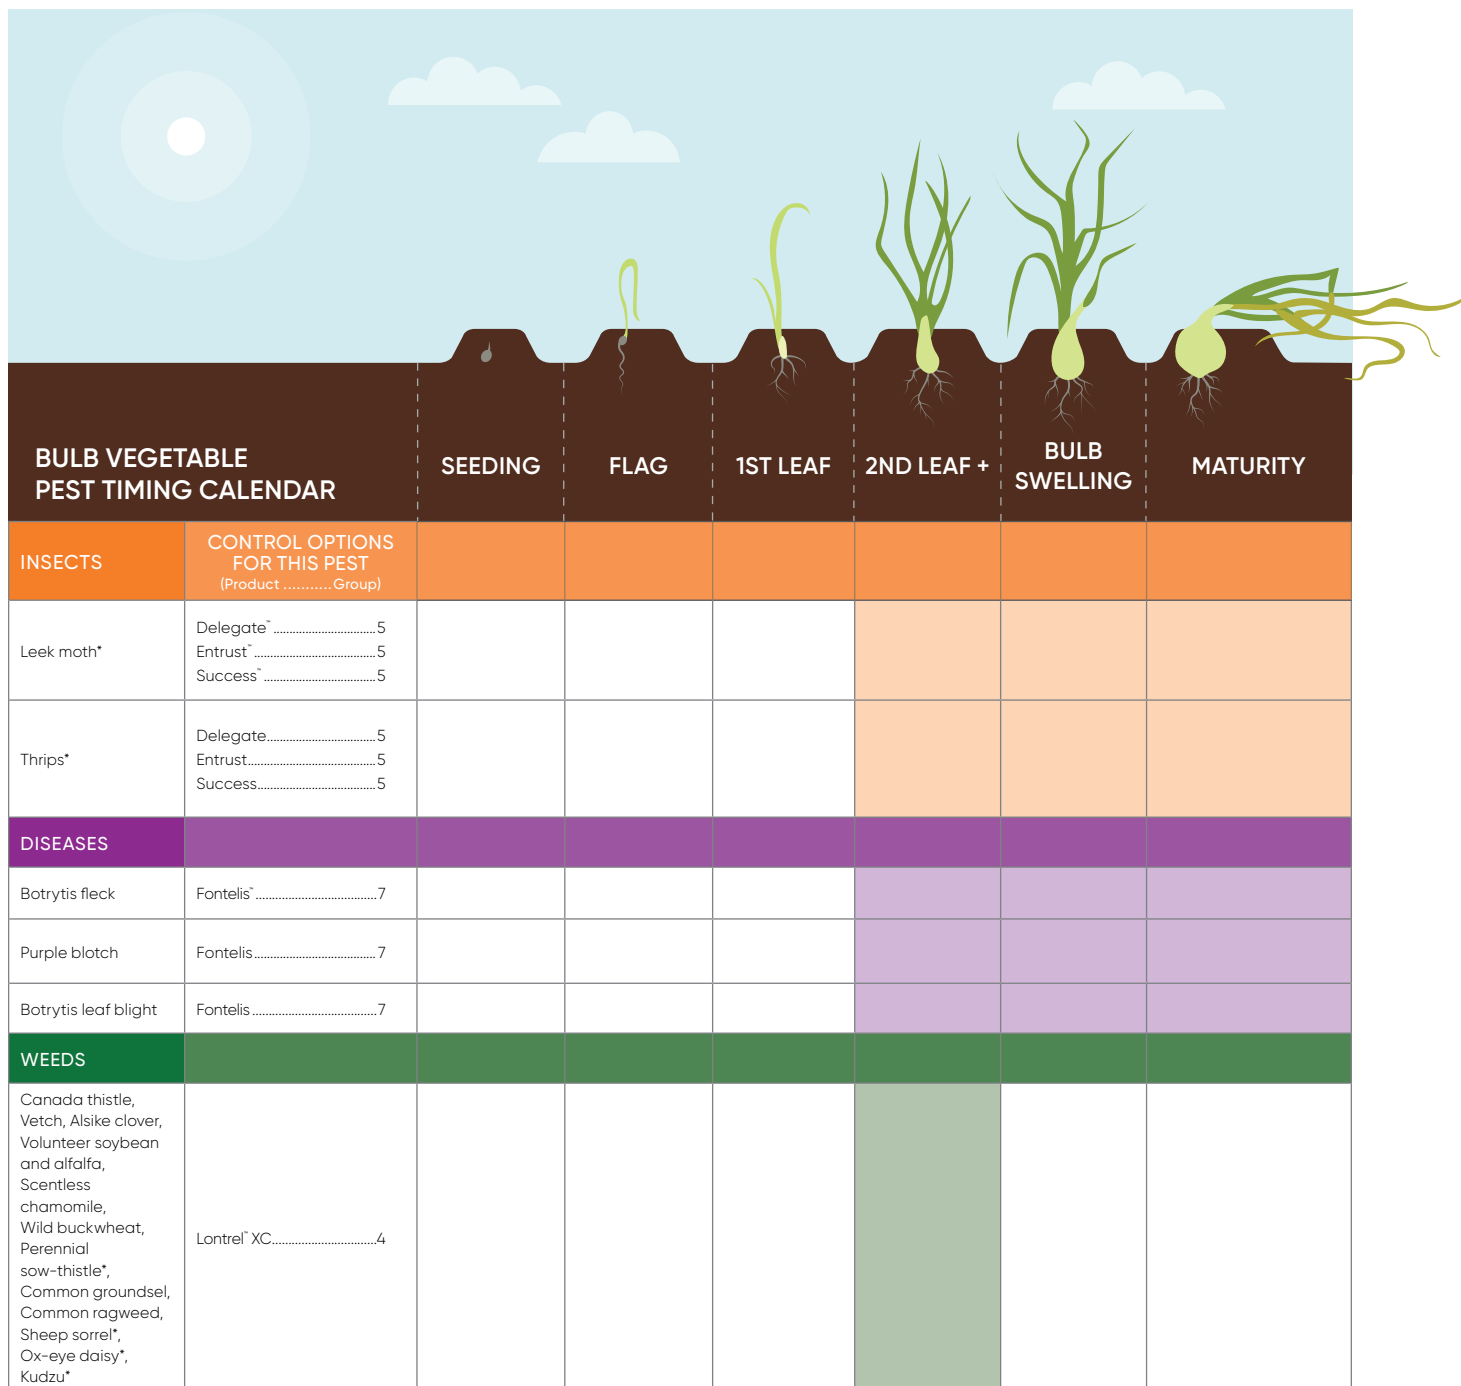 BULB VEGETABLE
PEST TIMING CALENDAR
SEEDING
FLAG
1ST LEAF
2ND LEAF +
BULB
SWELLING
MATURITY
INSECTS
CONTROL OPTIONS
FOR THIS PEST
(Product ...........Group)
Leek moth*
Delegate™ ................................5
Entrust™ .....................................5
Success™ ..................................5
Thrips*
Delegate.................................5
Entrust.......................................5
Success....................................5
DISEASES
Botrytis fleck
Fontelis™ .....................................7
Purple blotch
Fontelis.....................................7
Botrytis leaf blight
Fontelis ......................................7
WEEDS
Canada thistle,
Vetch, Alsike clover,
Volunteer soybean
and alfalfa,
Scentless
chamomile,
Wild buckwheat,
Perennial
sow-thistle*,
Common groundsel,
Common ragweed,
Sheep sorrel*,
Ox-eye daisy*,
Kudzu*
Lontrel™ XC................................4